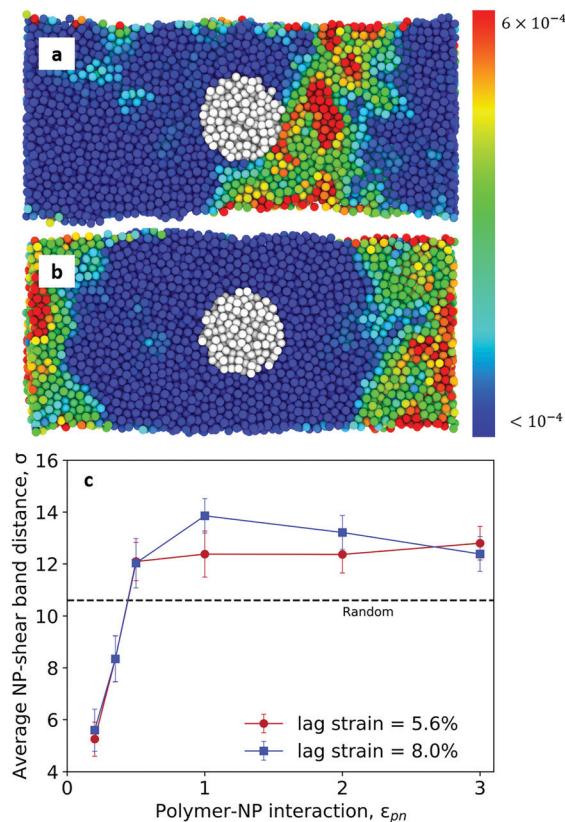 a
6 × 10⁻⁴
b
< 10⁻⁴
c
Average NP-shear band distance, σ
16
14
12
10
8
6
4
Random
lag strain = 5.6%
lag strain = 8.0%
0
1
2
3
Polymer-NP interaction, εₚₙ